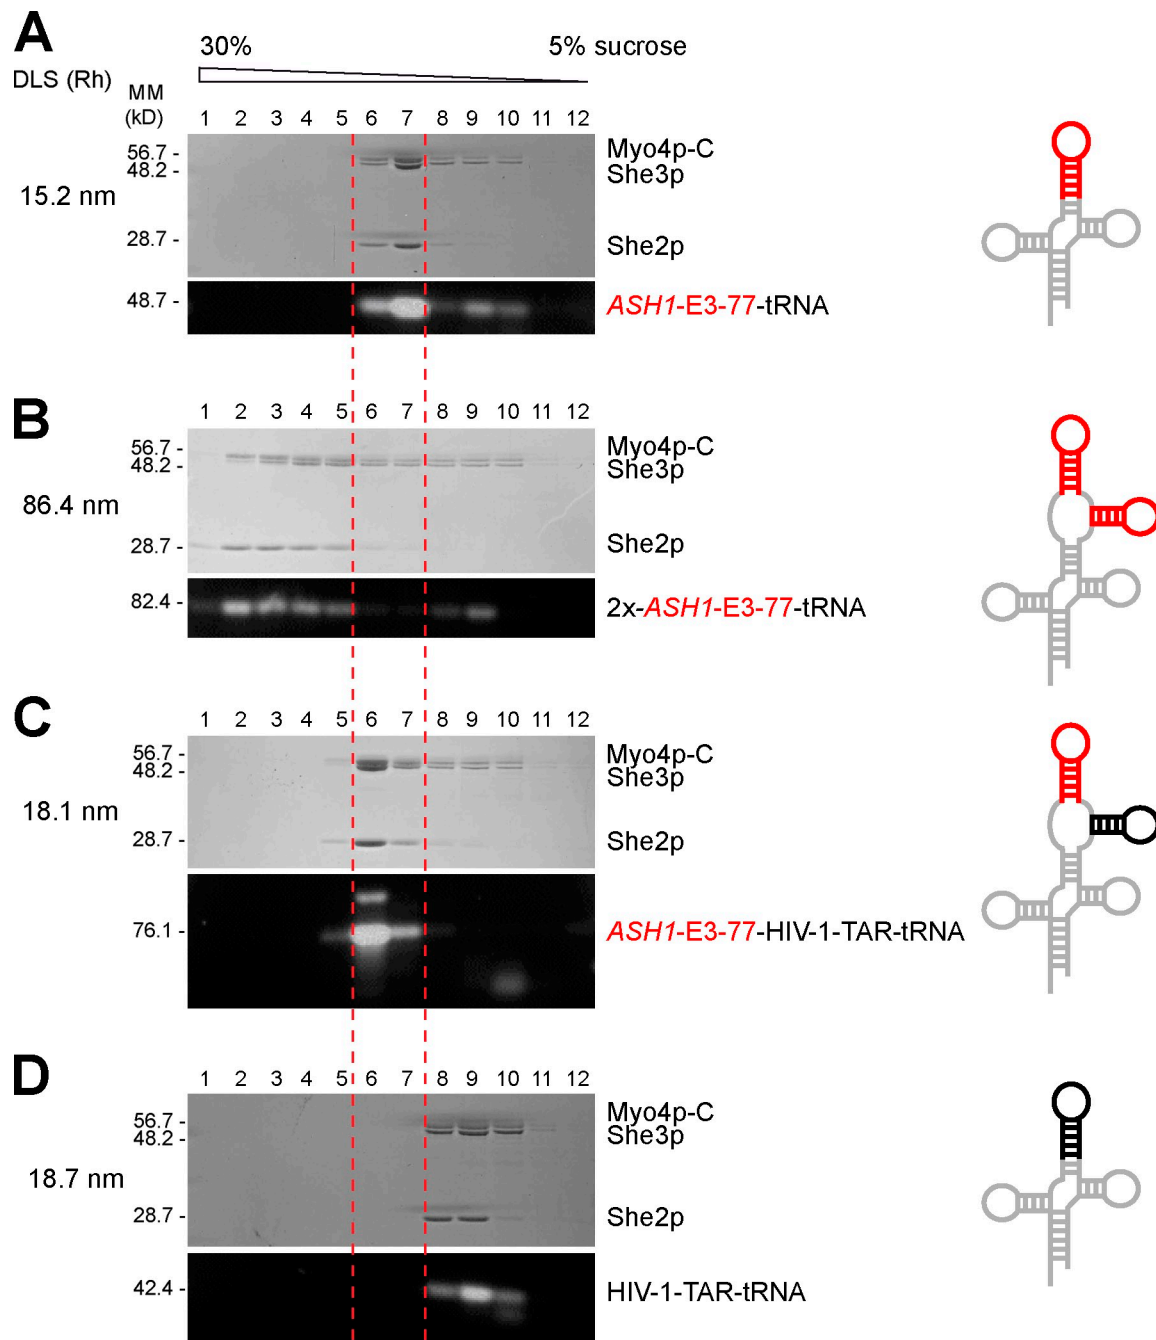 A
30% 5% sucrose
DLS (Rh)
MM
(kD)
1 2 3 4 5 6 7 8 9 10 11 12
56.7 - Myo4p-C
48.2 - She3p
15.2 nm
28.7 - She2p
48.7 - ASH1-E3-77-tRNA
B
1 2 3 4 5 6 7 8 9 10 11 12
56.7 - Myo4p-C
48.2 - She3p
86.4 nm
28.7 - She2p
82.4 - 2x-ASH1-E3-77-tRNA
C
1 2 3 4 5 6 7 8 9 10 11 12
56.7 - Myo4p-C
48.2 - She3p
18.1 nm
28.7 - She2p
76.1 - ASH1-E3-77-HIV-1-TAR-tRNA
D
1 2 3 4 5 6 7 8 9 10 11 12
56.7 - Myo4p-C
48.2 - She3p
18.7 nm
28.7 - She2p
42.4 - HIV-1-TAR-tRNA